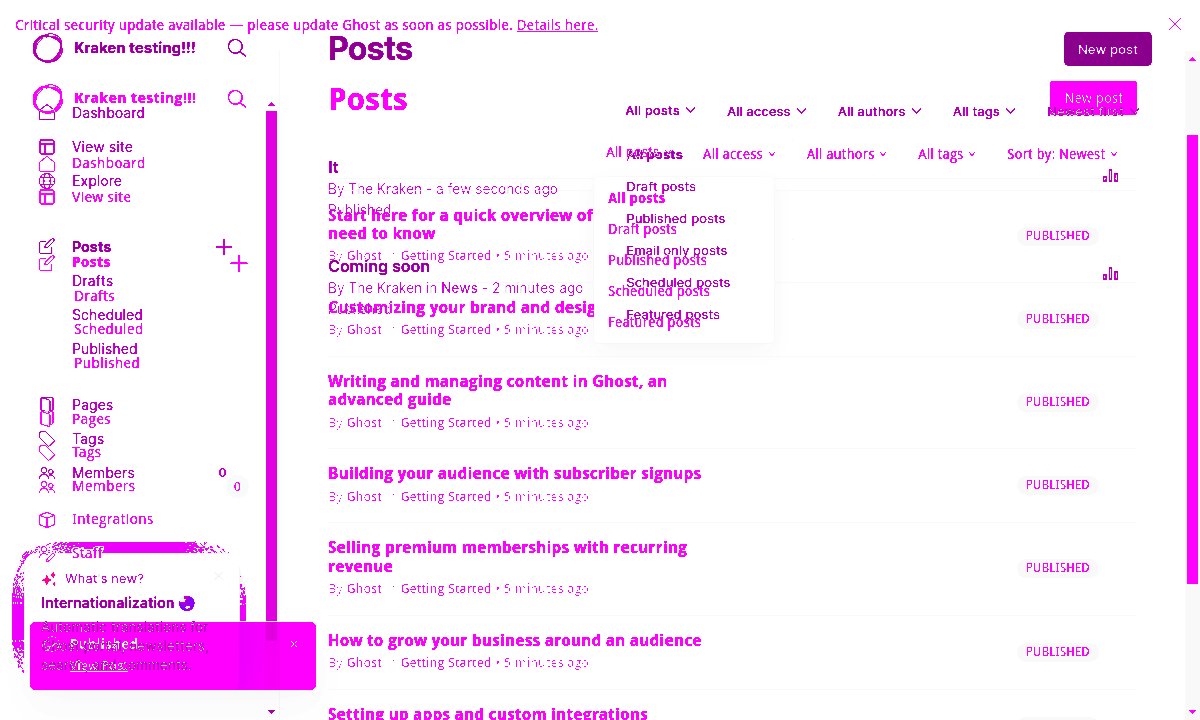 Critical security update available — please update Ghost as soon as possible. Details here.
Kraken testing!!!
Posts
New post
Kraken testing!!!
Posts
New post
Dashboard
All posts
All access
All authors
All tags
Newest first
View site
Dashboard
All posts
All access
All authors
All tags
Sort by: Newest
All posts
It
Explore
View site
By The Kraken - a few seconds ago
Draft posts
All posts
Published
Start here for a quick overview of
need to know
Published posts
Draft posts
PUBLISHED
Posts
Posts
By Ghost
Getting Started • 5 minutes ago
Email only posts
Published posts
Coming soon
Drafts
Drafts
By The Kraken in News - 2 minutes ago
Scheduled posts
Scheduled posts
Published
Customizing your brand and desig
Featured posts
Featured posts
Scheduled
Scheduled
By Ghost
Getting Started • 5 minutes ago
PUBLISHED
Published
Published
Writing and managing content in Ghost, an
advanced guide
PUBLISHED
Pages
Pages
By Ghost
Getting Started • 5 minutes ago
Tags
Tags
Members 0
Members 0
Building your audience with subscriber signups
PUBLISHED
By Ghost
Getting Started • 5 minutes ago
Integrations
Staff
Selling premium memberships with recurring
revenue
PUBLISHED
What's new?
By Ghost
Getting Started • 5 minutes ago
Internationalization
Automatic translations for
Published
newsletters,
View Post
comments.
How to grow your business around an audience
PUBLISHED
By Ghost
Getting Started • 5 minutes ago
Setting up apps and custom integrations